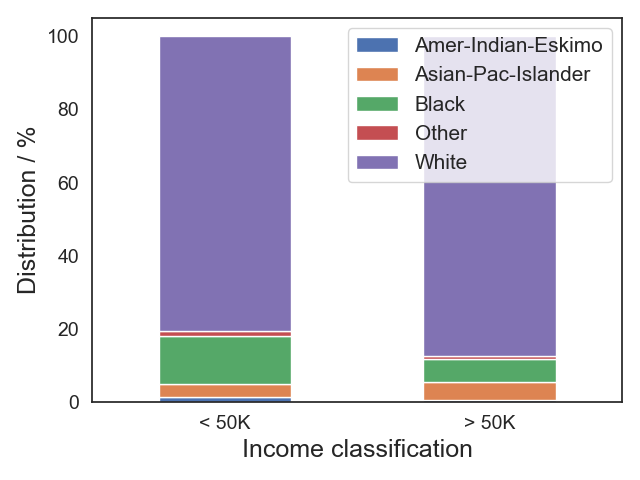 100
80
60
40
20
0
Distribution / %
Amer-Indian-Eskimo
Asian-Pac-Islander
Black
Other
White
< 50K
> 50K
Income classification